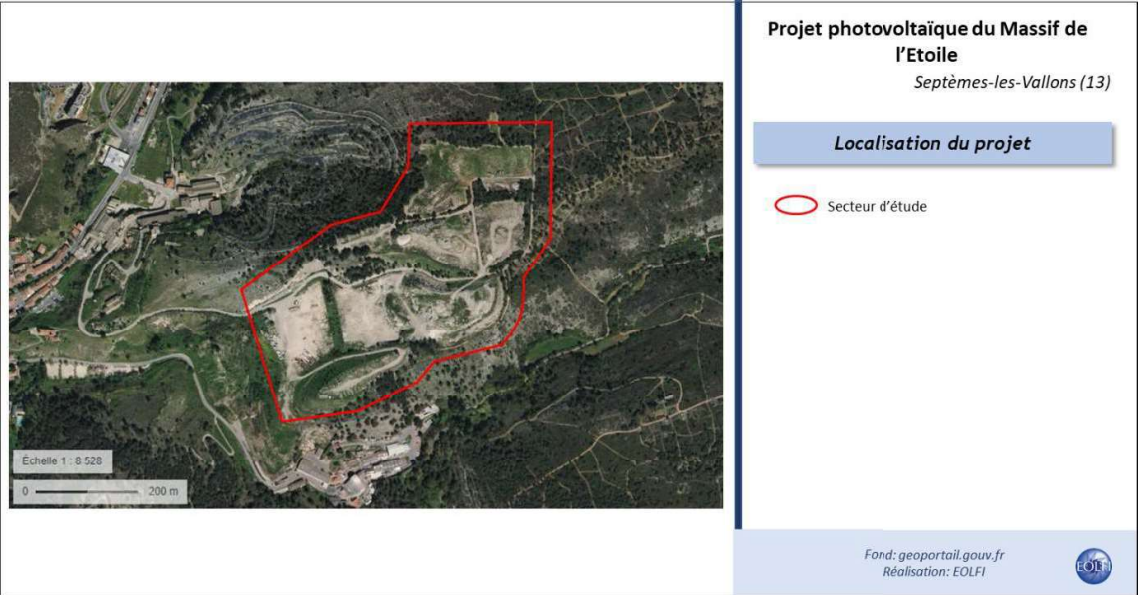 Projet photovoltaïque du Massif de
l'Etoile
Septèmes-les-Vallons (13)
Localisation du projet
Secteur d'étude
Échelle 1 : 8 528
0 200 m
Fond: geoportail.gouv.fr
Réalisation: EOLFI
EOLFI